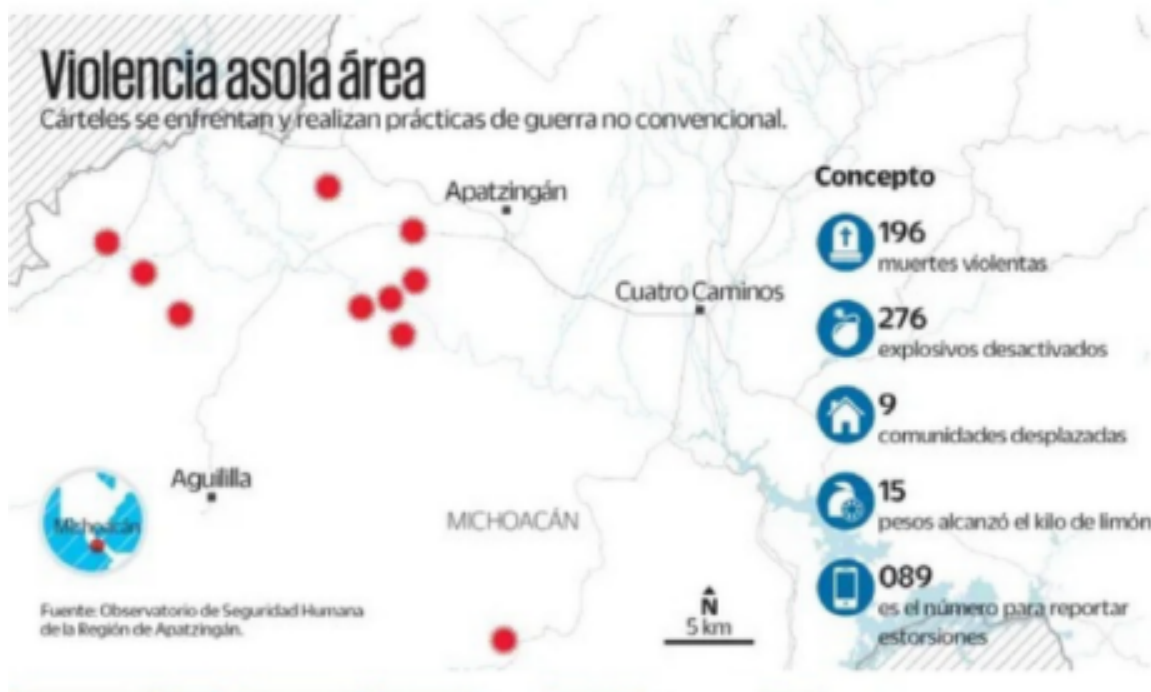 Violencia asola área
Cárteles se enfrentan y realizan prácticas de guerra no convencional.
Apatzingán
Cuatro Caminos
Aguililla
MICHOACÁN
Michoacán
Fuente: Observatorio de Seguridad Humana
de la Región de Apatzingán.
N
5 km
Concepto
196
muertes violentas
276
explosivos desactivados
9
comunidades desplazadas
15
pesos alcanzó el kilo de limón
089
es el número para reportar
estorsiones